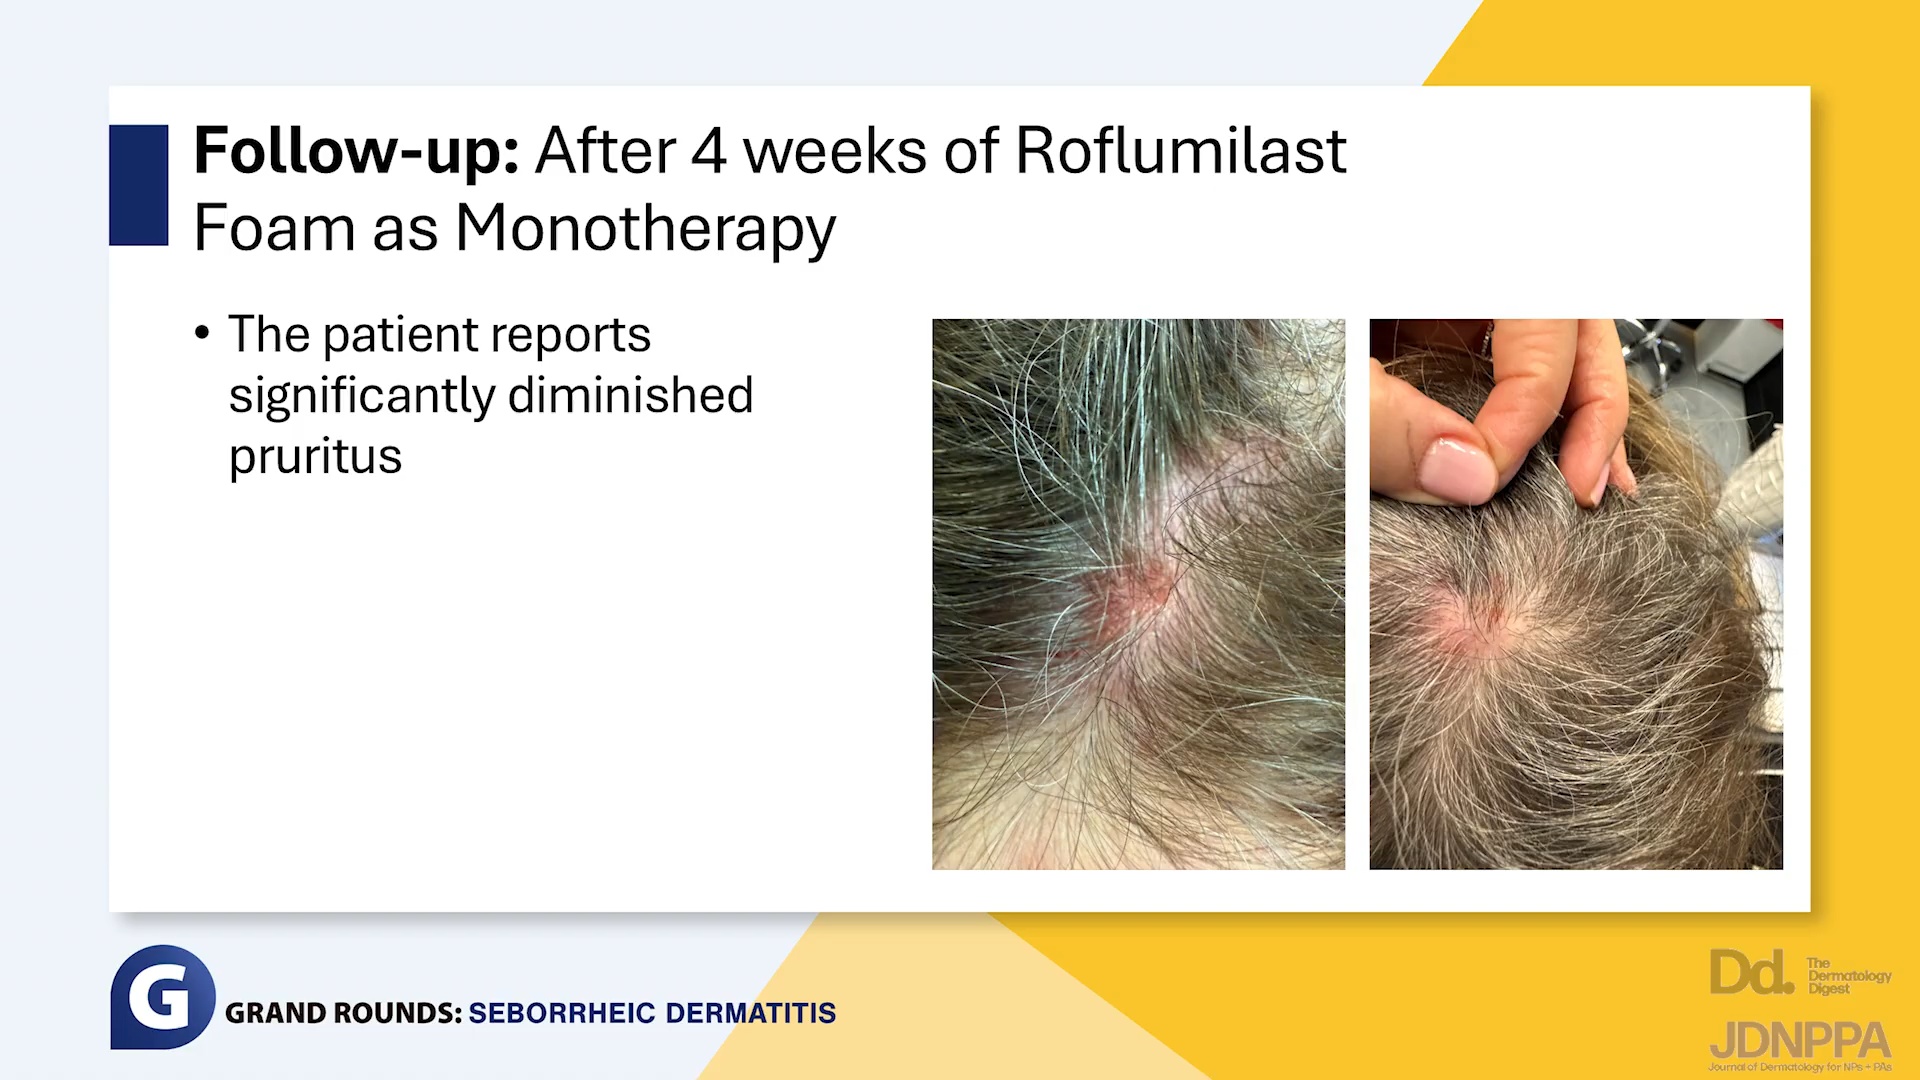 Follow-up: After 4 weeks of Roflumilast
Foam as Monotherapy
• The patient reports
significantly diminished
pruritus
G
GRAND ROUNDS: SEBORRHEIC DERMATITIS
Dd.
The
Dermatology
Digest
JDNPPA
Journal of Dermatology for NPs + PAs